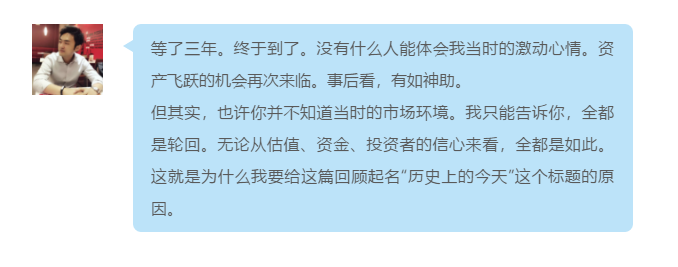 等了三年。终于到了。没有什么人能体会我当时的激动心情。资
产飞跃的机会再次来临。事后看，有如神助。
但其实，也许你并不知道当时的市场环境。我只能告诉你，全都
是轮回。无论从估值、资金、投资者的信心来看，全都是如此。
这就是为什么我要给这篇回顾起名“历史上的今天”这个标题的原
因。